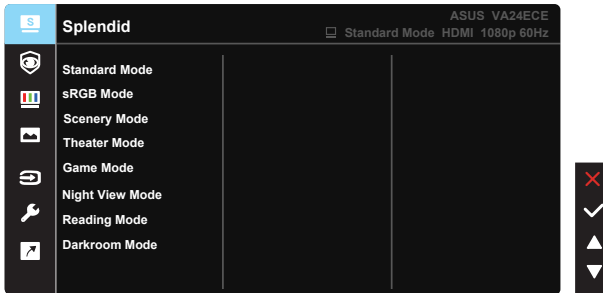 S
Splendid
ASUS VA24ECE
Standard Mode HDMI 1080p 60Hz
Standard Mode
sRGB Mode
Scenery Mode
Theater Mode
Game Mode
Night View Mode
Reading Mode
Darkroom Mode